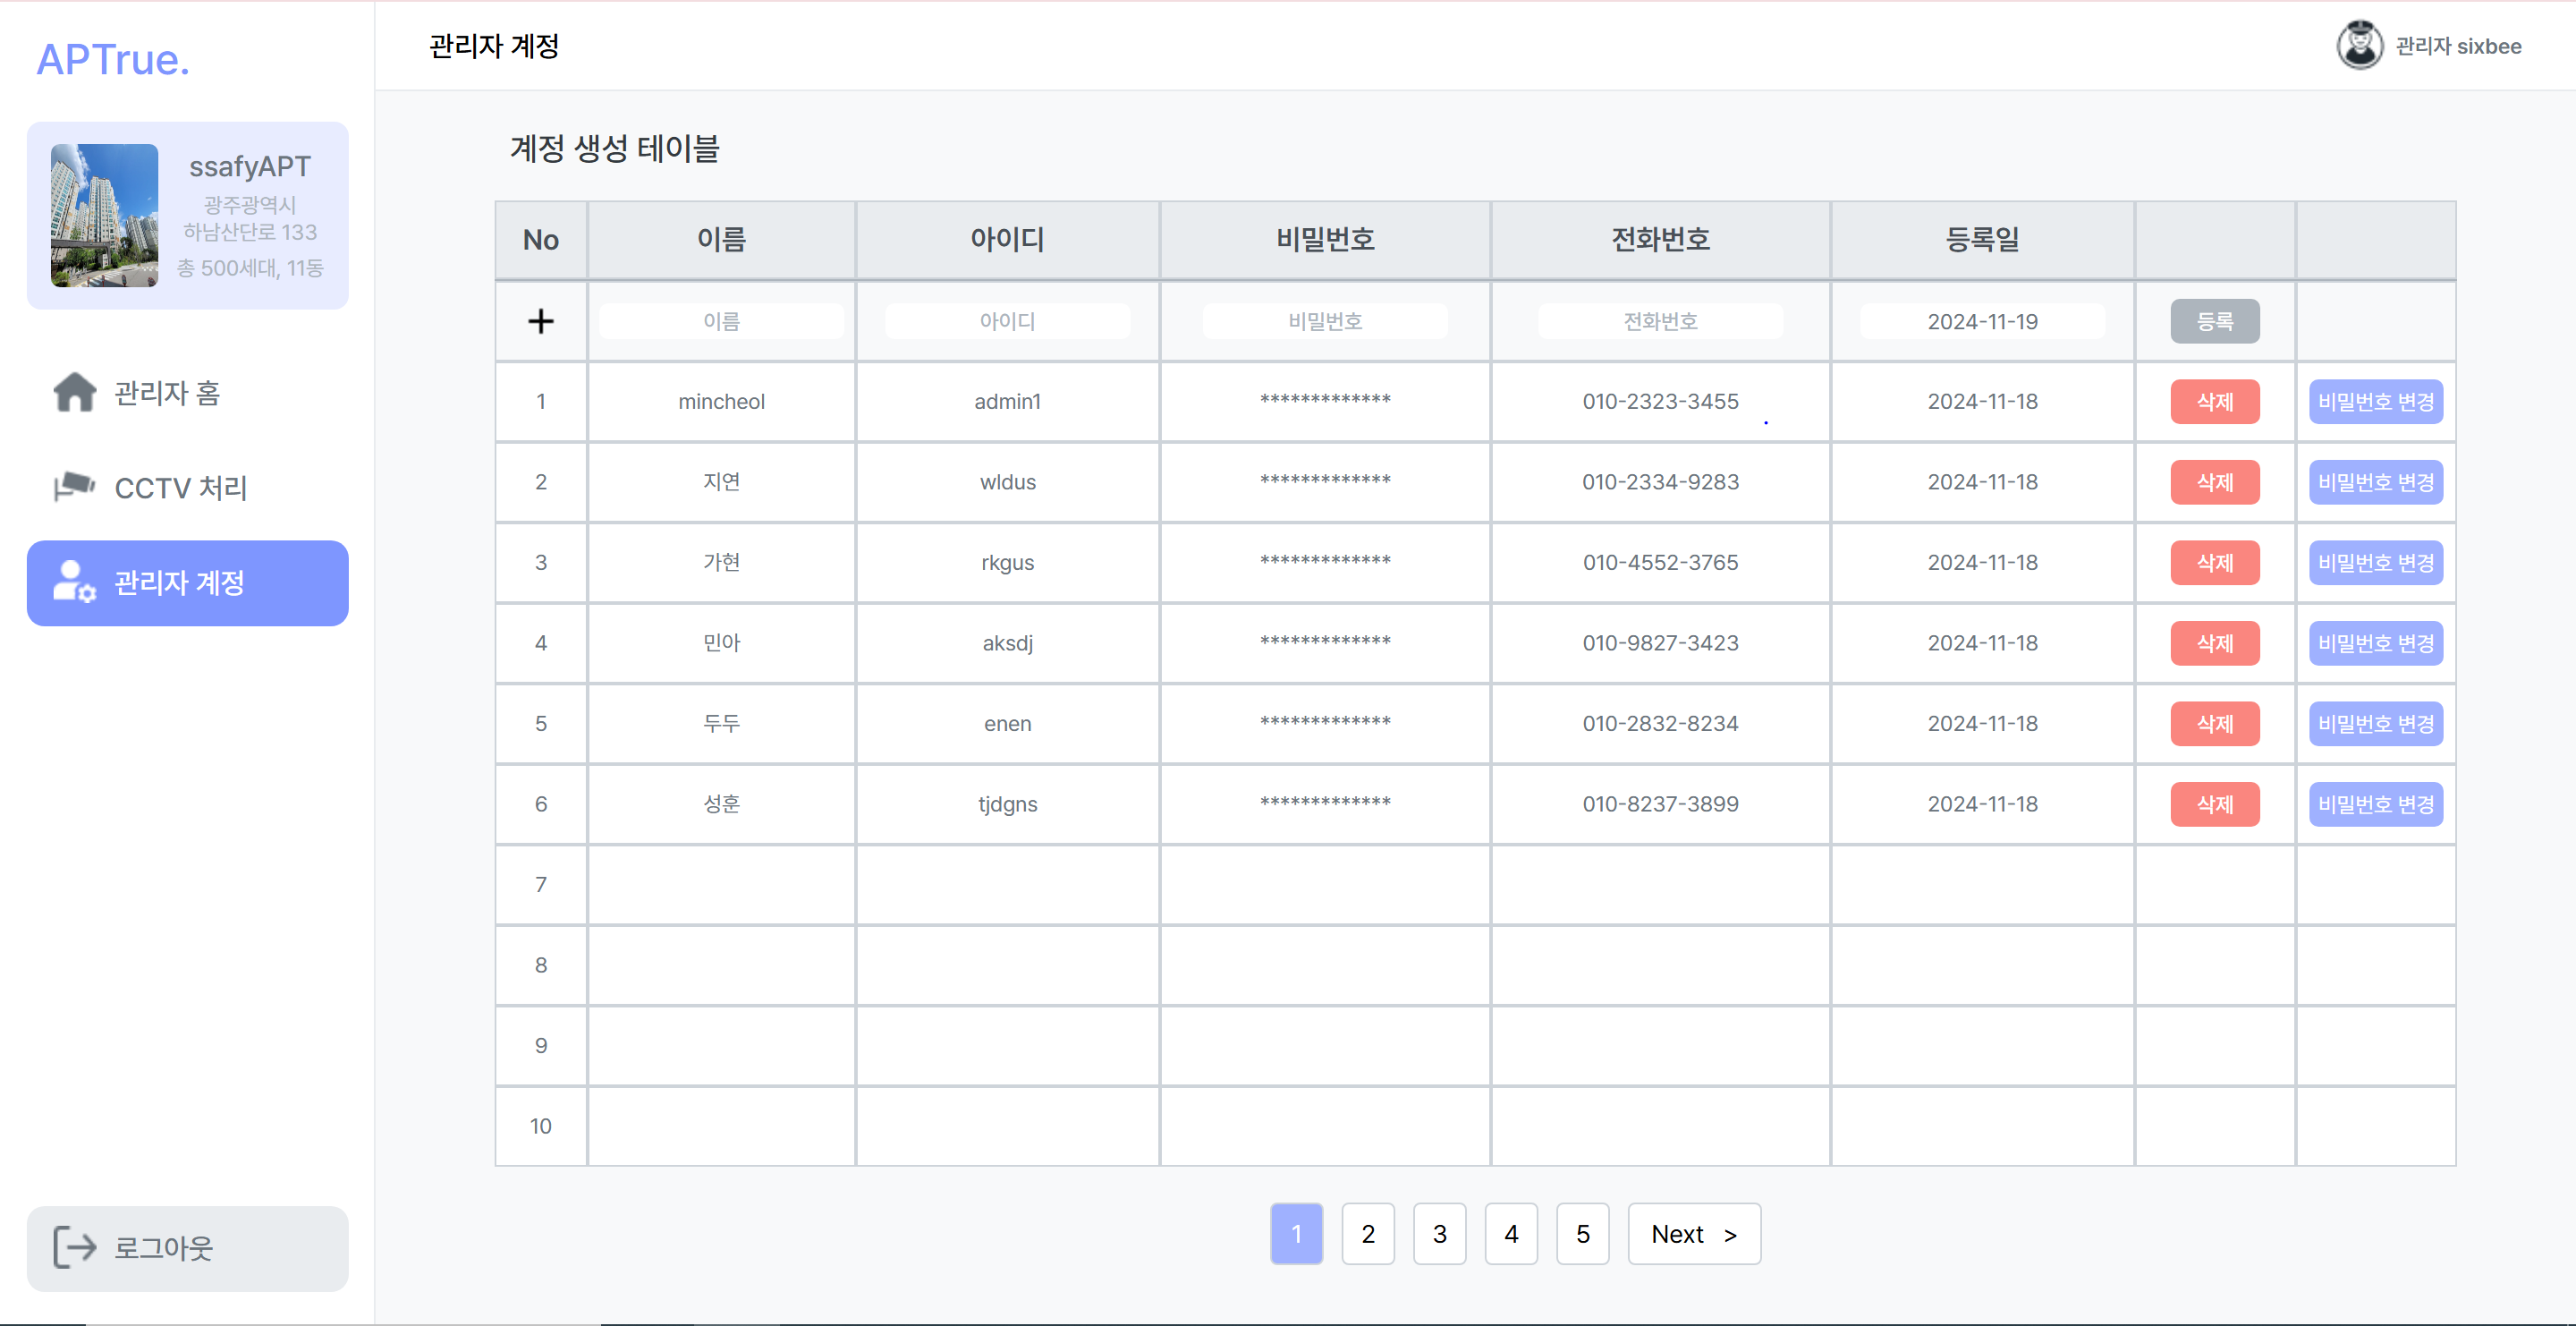 APTrue.
ssafyAPT
광주광역시
하남산단로 133
총 500세대, 11동
관리자 홈
CCTV 처리
관리자 계정
로그아웃
관리자 계정
관리자 sixbee
계정 생성 테이블
No 이름 아이디 비밀번호 전화번호 등록일
+ 이름 아이디 비밀번호 전화번호 2024-11-19 등록
1 mincheol admin1 ************* 010-2323-3455 2024-11-18 삭제 비밀번호 변경
2 지연 wldus ************* 010-2334-9283 2024-11-18 삭제 비밀번호 변경
3 가현 rkgus ************* 010-4552-3765 2024-11-18 삭제 비밀번호 변경
4 민아 aksdj ************* 010-9827-3423 2024-11-18 삭제 비밀번호 변경
5 두두 enen ************* 010-2832-8234 2024-11-18 삭제 비밀번호 변경
6 성훈 tjdgns ************* 010-8237-3899 2024-11-18 삭제 비밀번호 변경
7
8
9
10
1 2 3 4 5 Next >